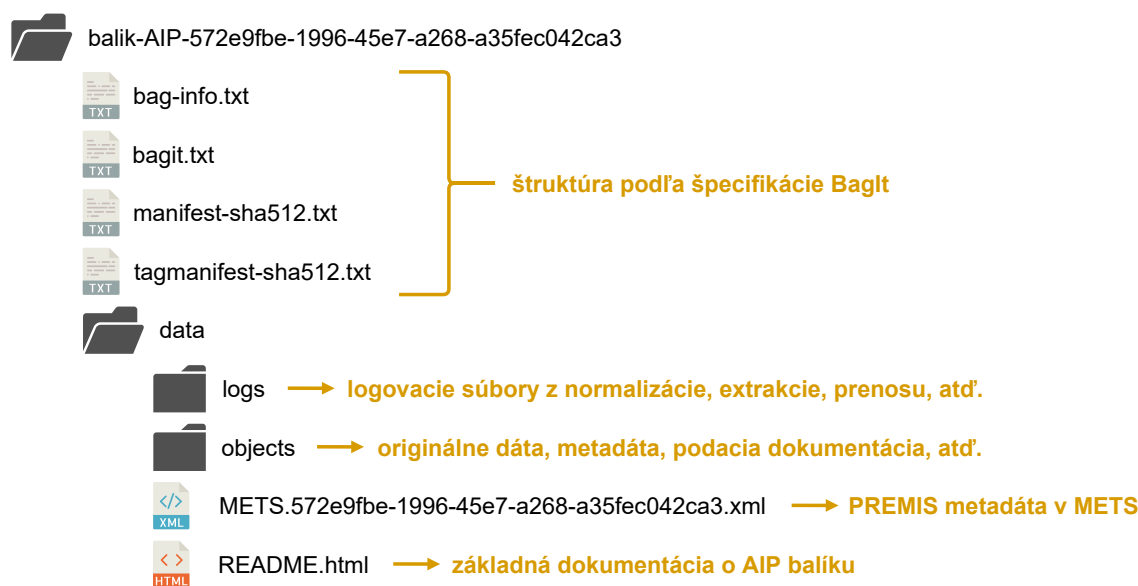 balik-AIP-572e9fbe-1996-45e7-a268-a35fec042ca3
TXT bag-info.txt
TXT bagit.txt
štruktúra podľa špecifikácie BagIt
TXT manifest-sha512.txt
TXT tagmanifest-sha512.txt
data
logs logovacie súbory z normalizácie, extrakcie, prenosu, atď.
objects originálne dáta, metadáta, podacia dokumentácia, atď.
</> XML METS.572e9fbe-1996-45e7-a268-a35fec042ca3.xml PREMIS metadáta v METS
< > HTML README.html základná dokumentácia o AIP balíku